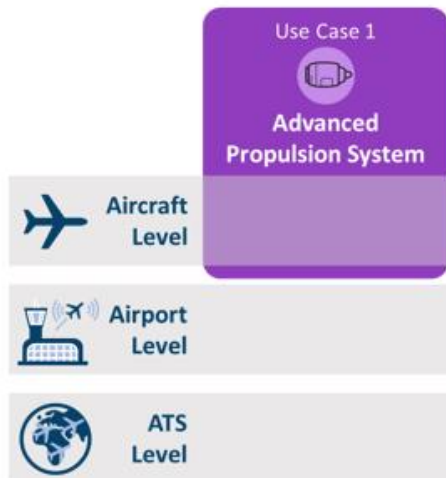 Use Case 1
Advanced
Propulsion System
Aircraft
Level
Airport
Level
ATS
Level